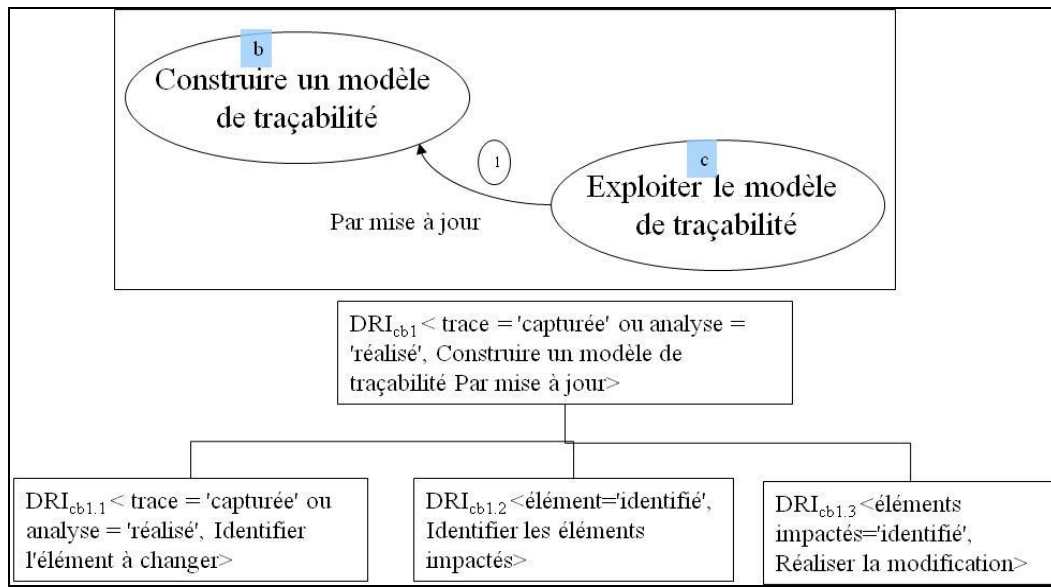 b
Construire un modèle
de traçabilité
1
c
Exploiter le modèle
de traçabilité
Par mise à jour
DRIcb1 < trace = 'capturée' ou analyse =
'réalisé', Construire un modèle de
traçabilité Par mise à jour>
DRIcb1.1 < trace = 'capturée' ou
analyse = 'réalisé', Identifier
l'élément à changer>
DRIcb1.2 <élément='identifié',
Identifier les éléments
impactés>
DRIcb1.3 <éléments
impactés='identifié',
Réaliser la modification>